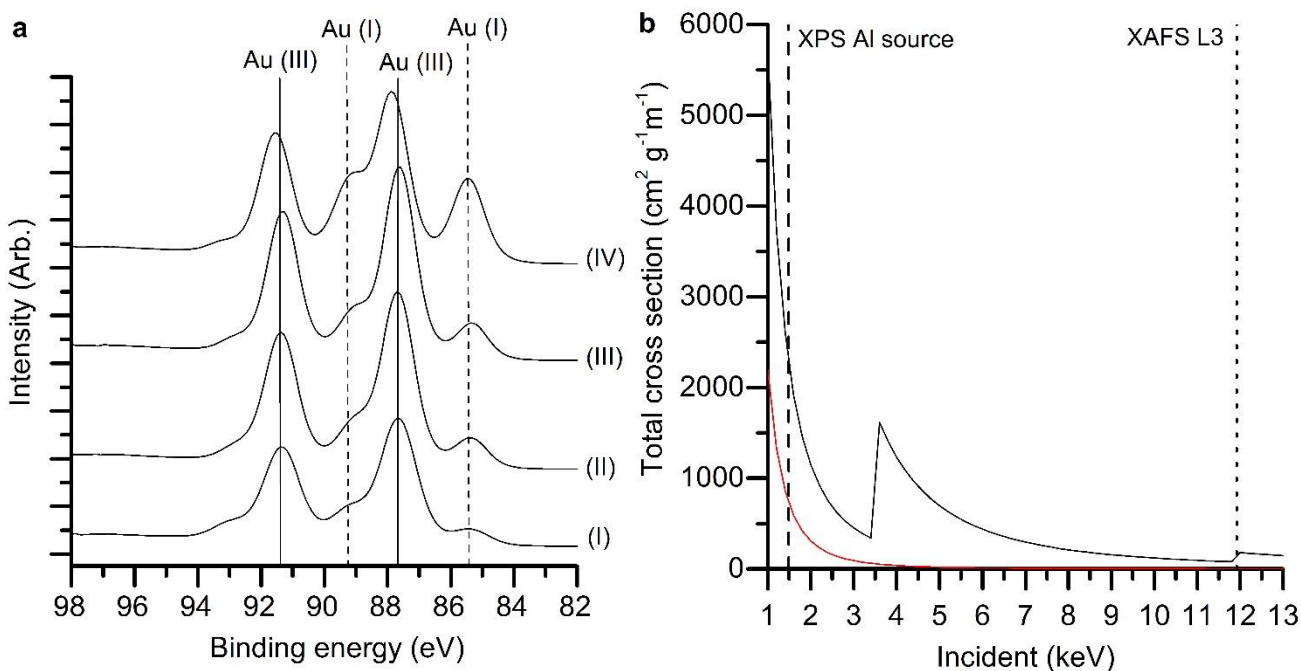 a
Au (III)
Au (I)
Au (III)
Au (I)
(IV)
(III)
(II)
(I)
Intensity (Arb.)
98 96 94 92 90 88 86 84 82
Binding energy (eV)
b
XPS Al source
XAFS L3
6000
5000
4000
3000
2000
1000
0
Total cross section (cm² g⁻¹m⁻¹)
1 2 3 4 5 6 7 8 9 10 11 12 13
Incident (keV)